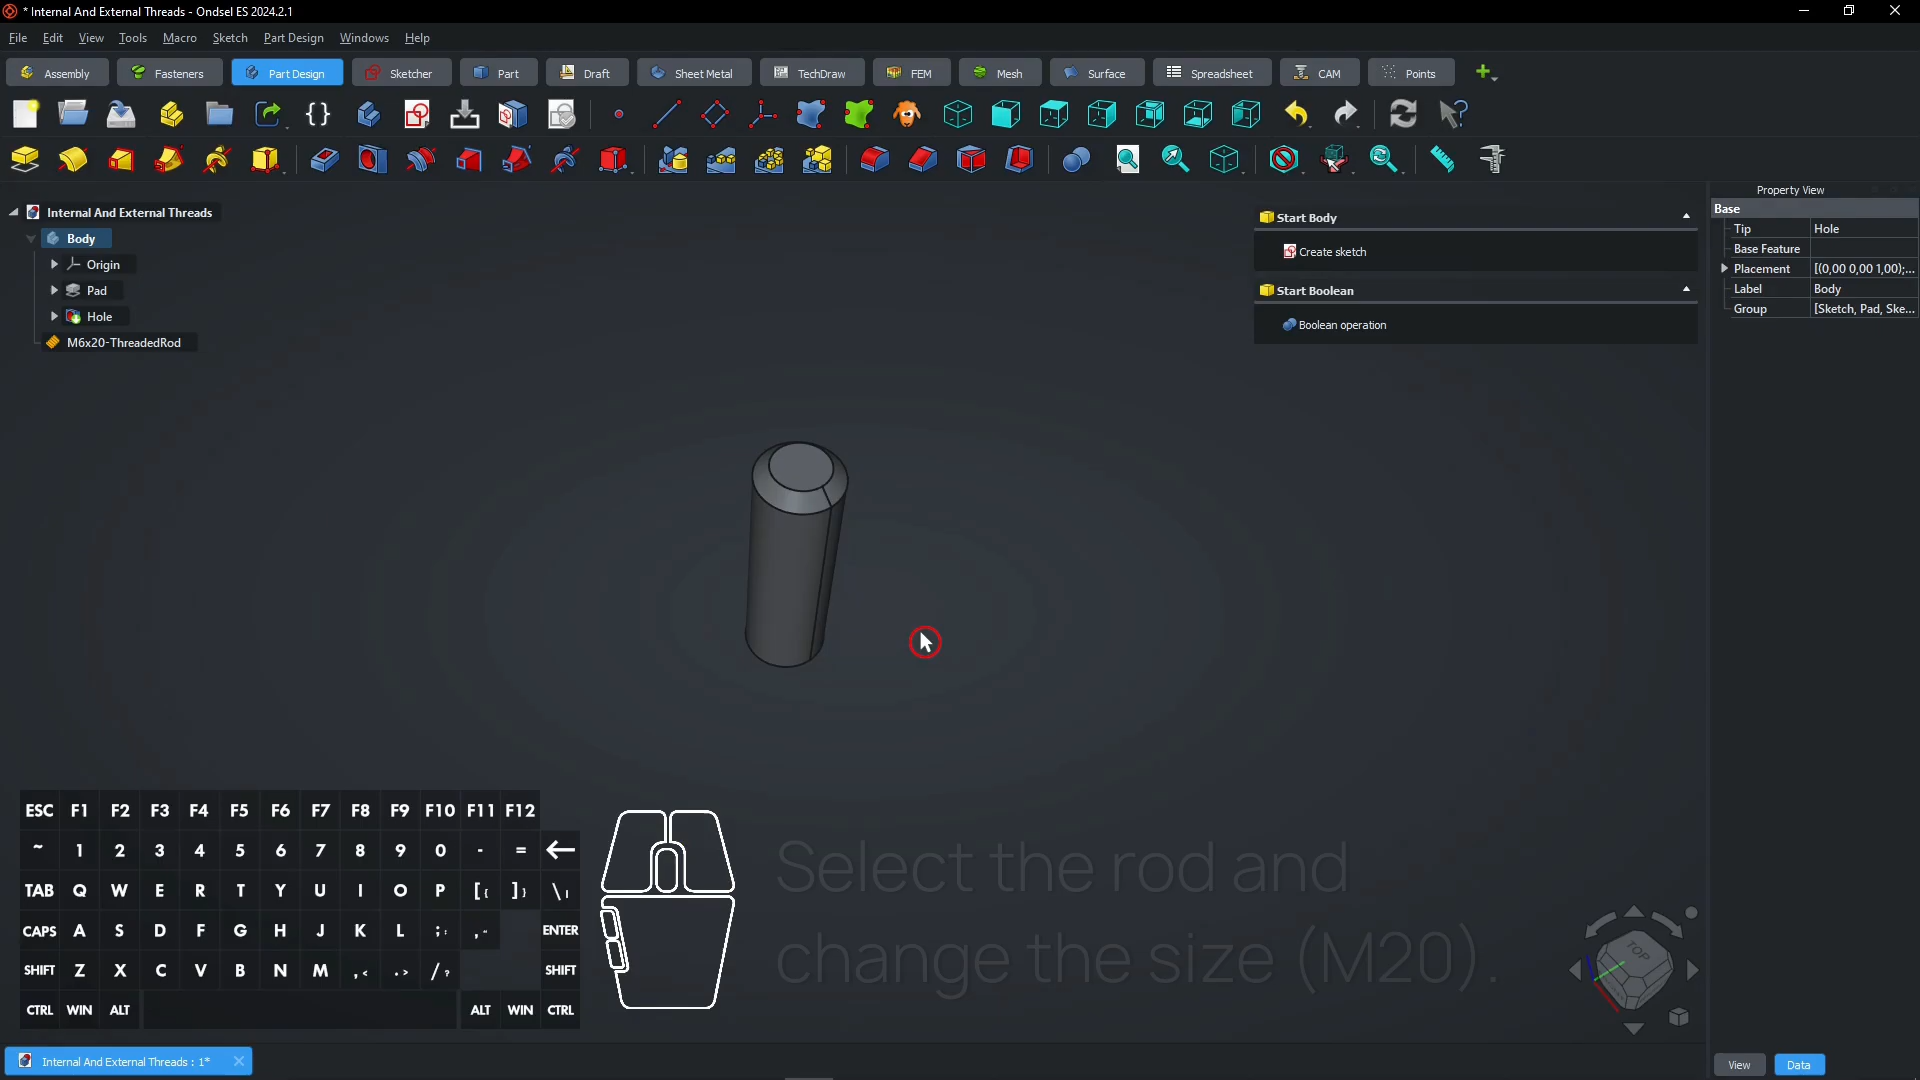 * Internal And External Threads - Ondsel ES 2024.2.1
File Edit View Tools Macro Sketch Part Design Windows Help
Assembly Fasteners Part Design Sketcher Part Draft Sheet Metal TechDraw FEM Mesh Surface Spreadsheet CAM Points
Property View
Internal And External Threads
Body
Origin
Pad
Hole
M6x20-ThreadedRod
Start Body
Create sketch
Start Boolean
Boolean operation
Base
Tip Hole
Base Feature
Placement [(0,00 0,00 1,00);...
Label Body
Group [Sketch, Pad, Ske...
ESC F1 F2 F3 F4 F5 F6 F7 F8 F9 F10 F11 F12
~ 1 2 3 4 5 6 7 8 9 0 - = ←
TAB Q W E R T Y U I O P [{ ]} \|
CAPS A S D F G H J K L ;: ," ENTER
SHIFT Z X C V B N M ,< .> /? SHIFT
CTRL WIN ALT ALT WIN CTRL
Select the rod and
change the size (M20).
TOP
Internal And External Threads : 1*
View Data